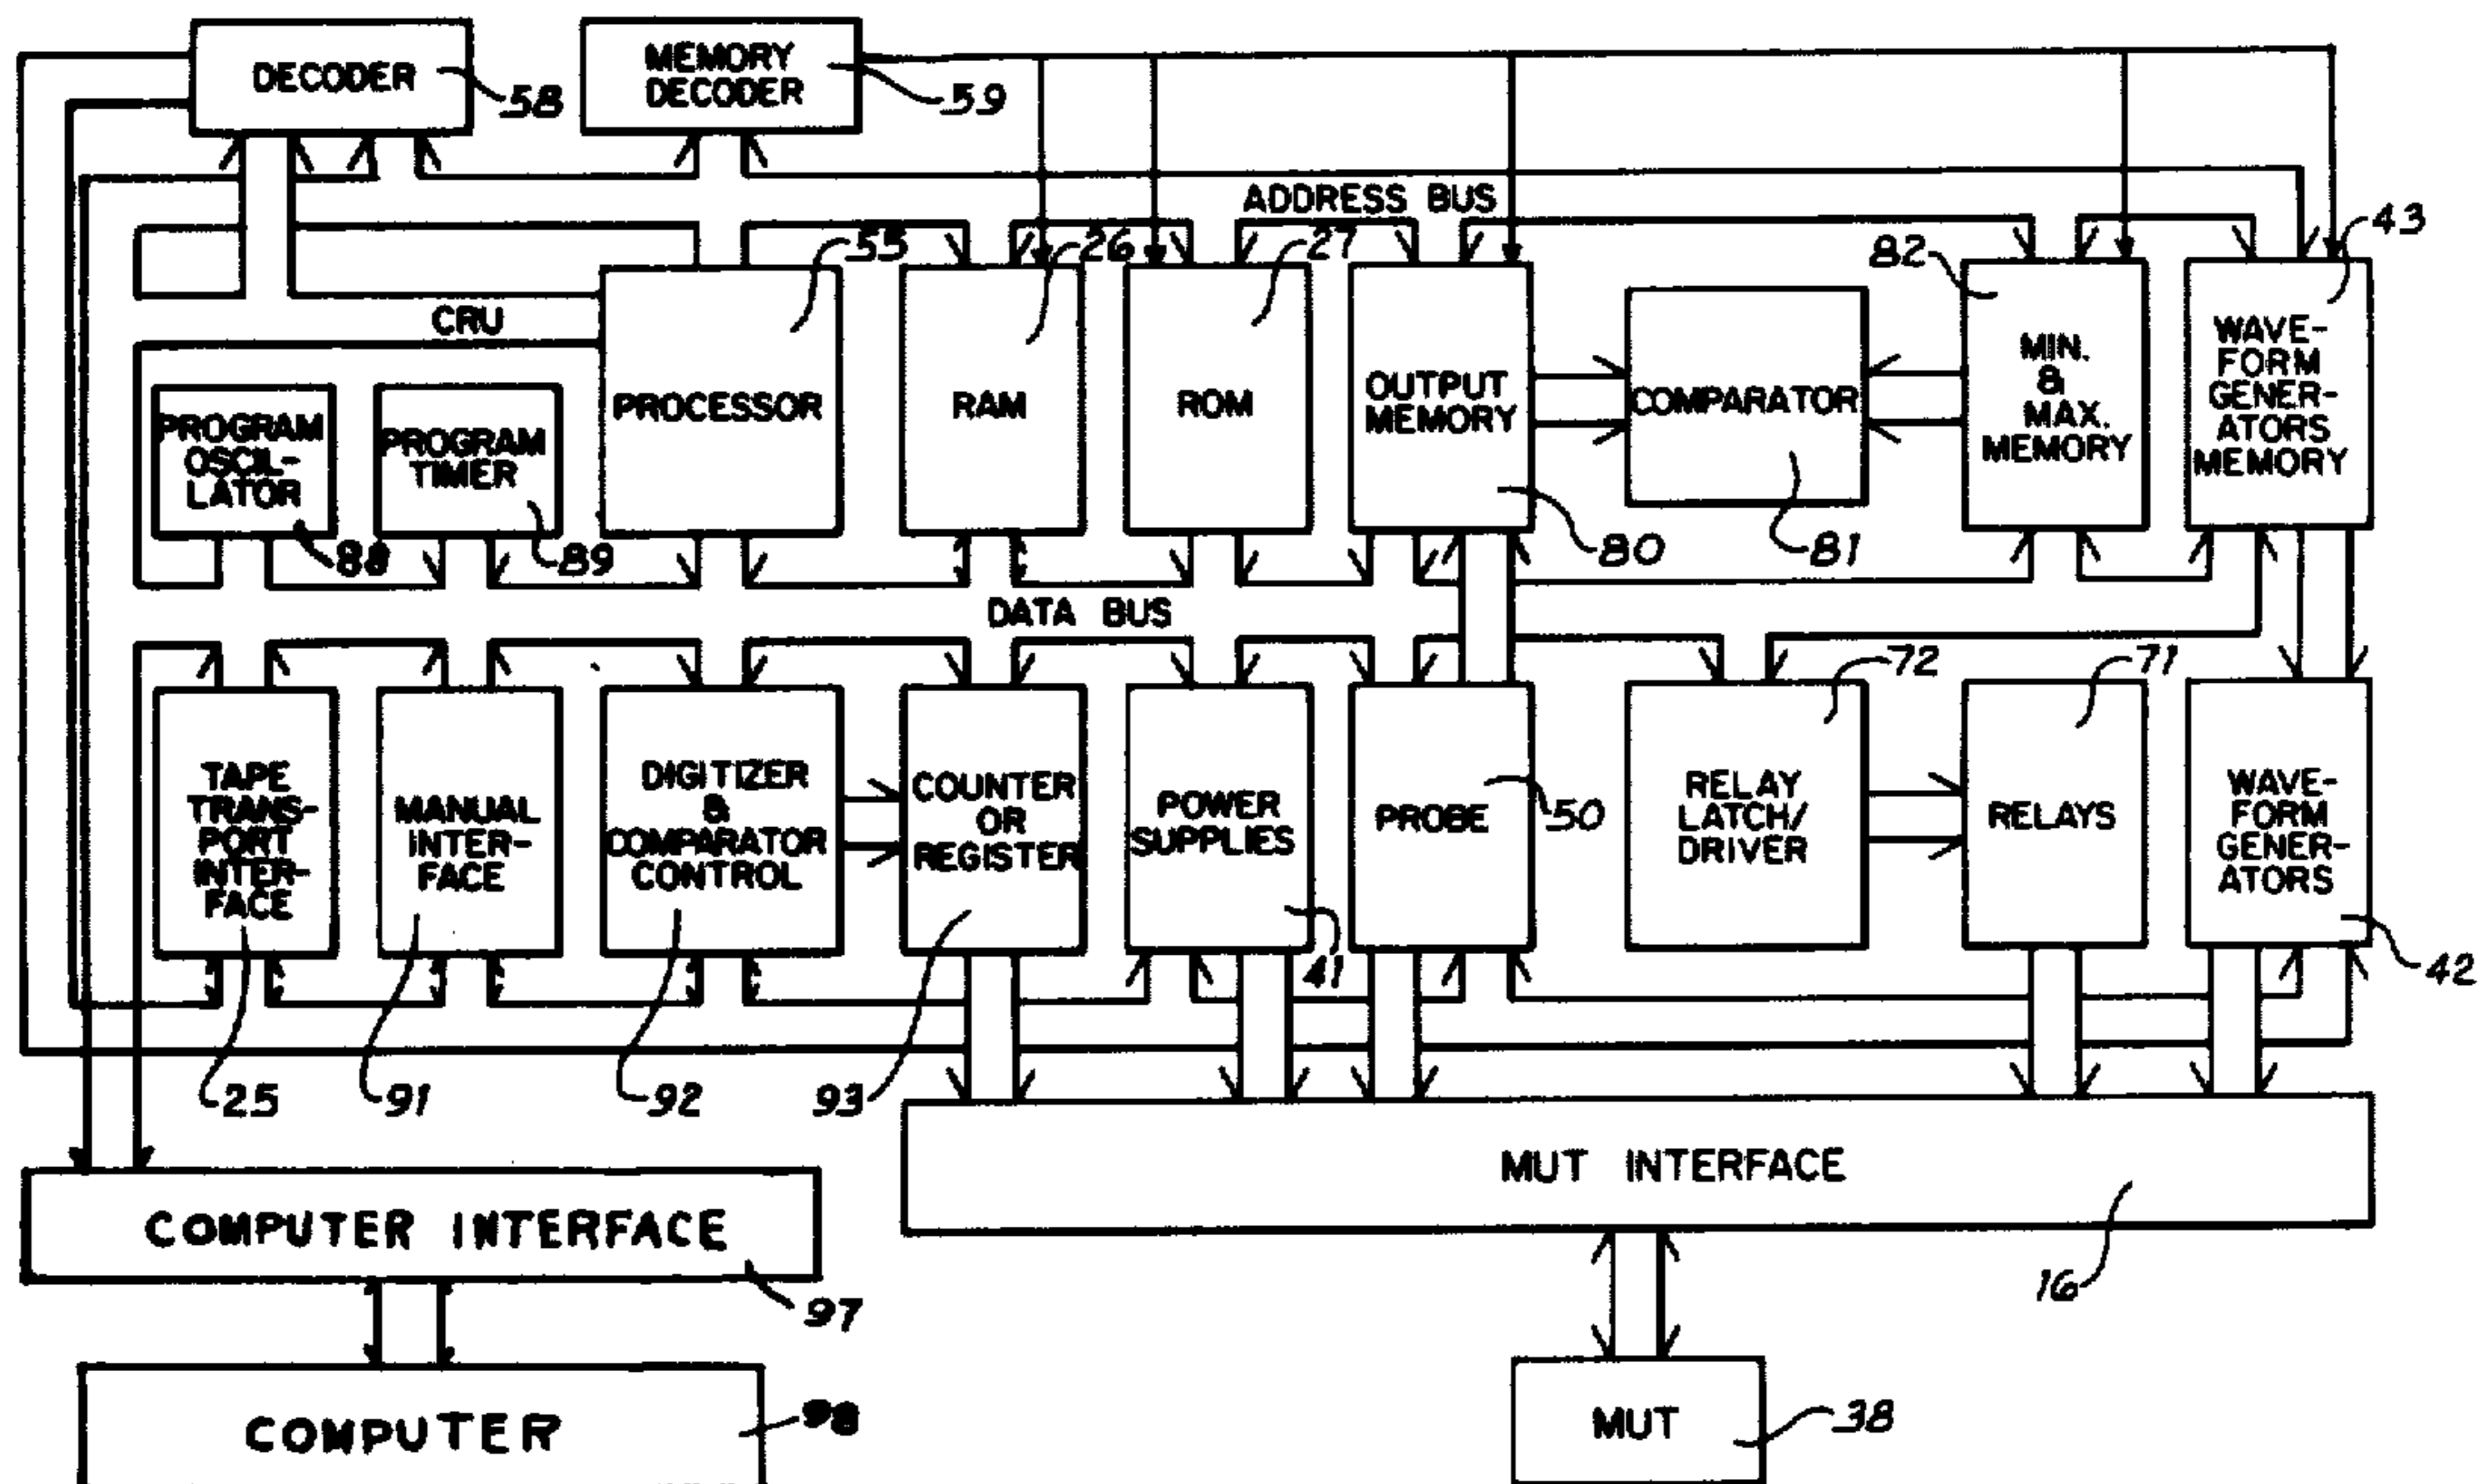 DECODER
58
MEMORY
DECODER
59
ADDRESS BUS
CRU
PROGRAM
OSCIL-
LATOR
88
PROGRAM
TIMER
89
PROCESSOR
55
RAM
26
ROM
27
OUTPUT
MEMORY
80
COMPARATOR
81
82
MIN.
&
MAX.
MEMORY
43
WAVE-
FORM
GENER-
ATORS
MEMORY
DATA BUS
TAPE
TRANS-
PORT
INTER-
FACE
25
MANUAL
INTER-
FACE
91
DIGITIZER
&
COMPARATOR
CONTROL
92
COUNTER
OR
REGISTER
93
POWER
SUPPLIES
41
PROBE
50
RELAY
LATCH/
DRIVER
72
RELAYS
71
WAVE-
FORM
GENER-
ATORS
42
MUT INTERFACE
16
COMPUTER INTERFACE
97
COMPUTER
98
MUT
38